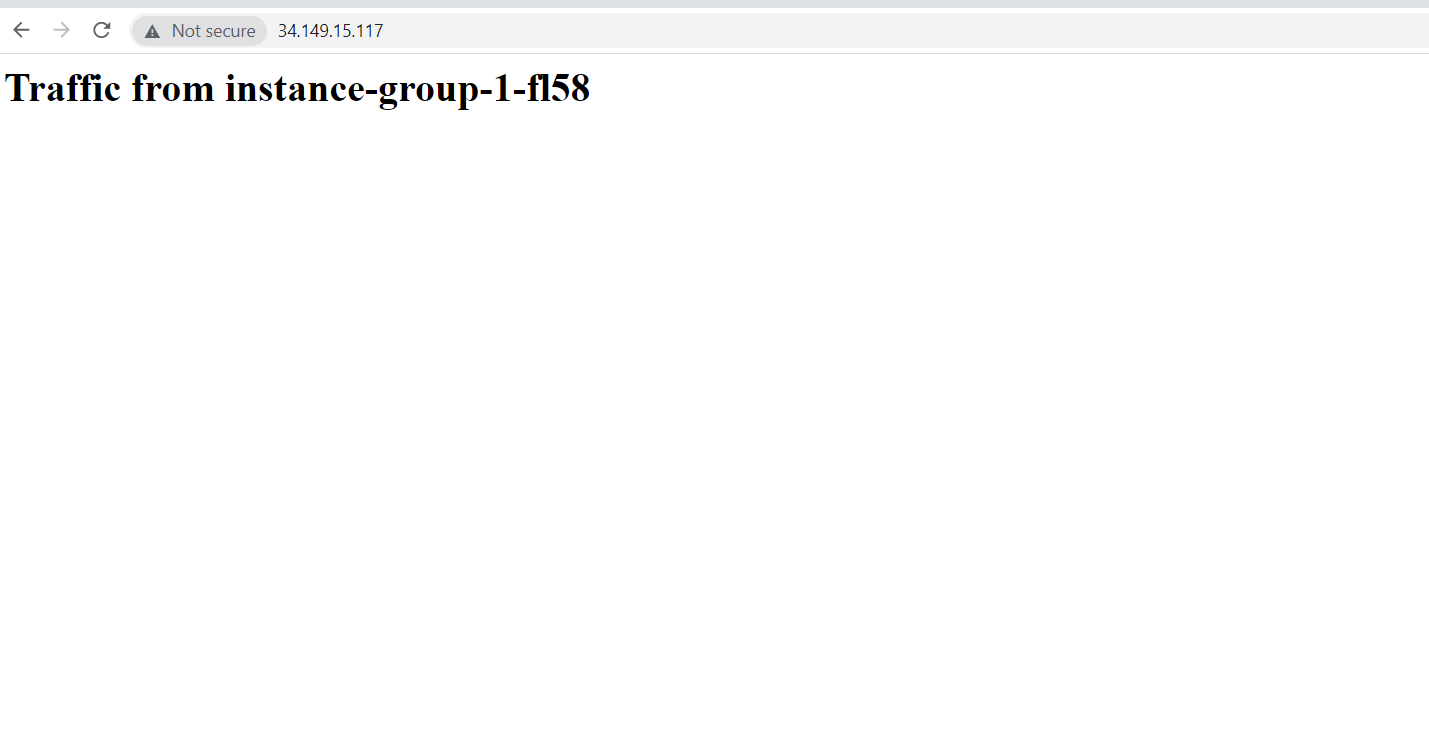 Not secure 34.149.15.117
Traffic from instance-group-1-fl58